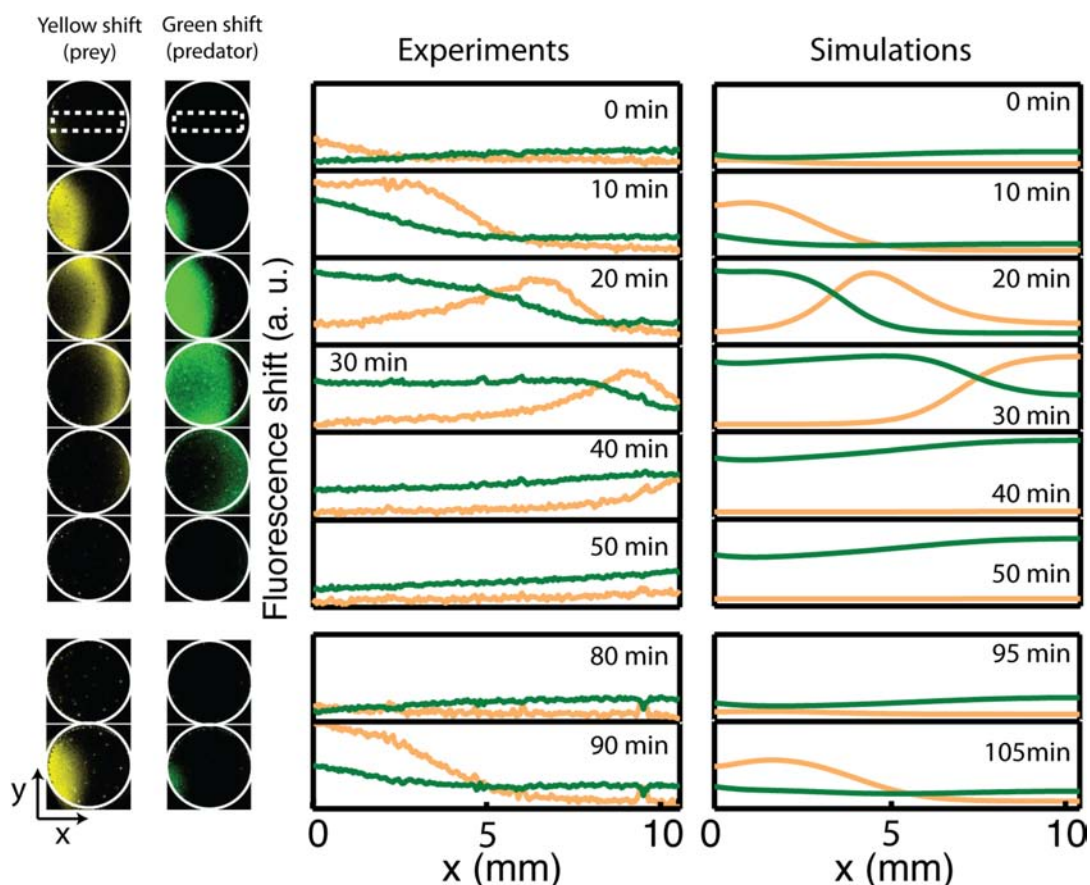 Yellow shift
(prey)
Green shift
(predator)
Experiments
Simulations
Fluorescence shift (a. u.)
0 min
0 min
10 min
10 min
20 min
20 min
30 min
30 min
40 min
40 min
50 min
50 min
80 min
95 min
90 min
105min
y
x
0
5
10
0
5
10
x (mm)
x (mm)